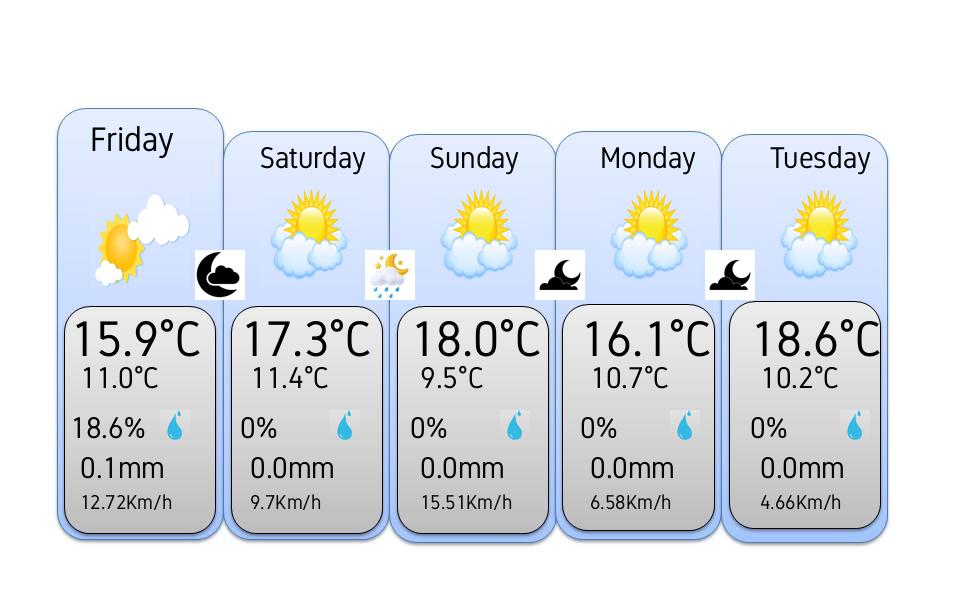 Friday
15.9°C
11.0°C
18.6%
0.1mm
12.72Km/h
Saturday
17.3°C
11.4°C
0%
0.0mm
9.7Km/h
Sunday
18.0°C
9.5°C
0%
0.0mm
15.51Km/h
Monday
16.1°C
10.7°C
0%
0.0mm
6.58Km/h
Tuesday
18.6°C
10.2°C
0%
0.0mm
4.66Km/h